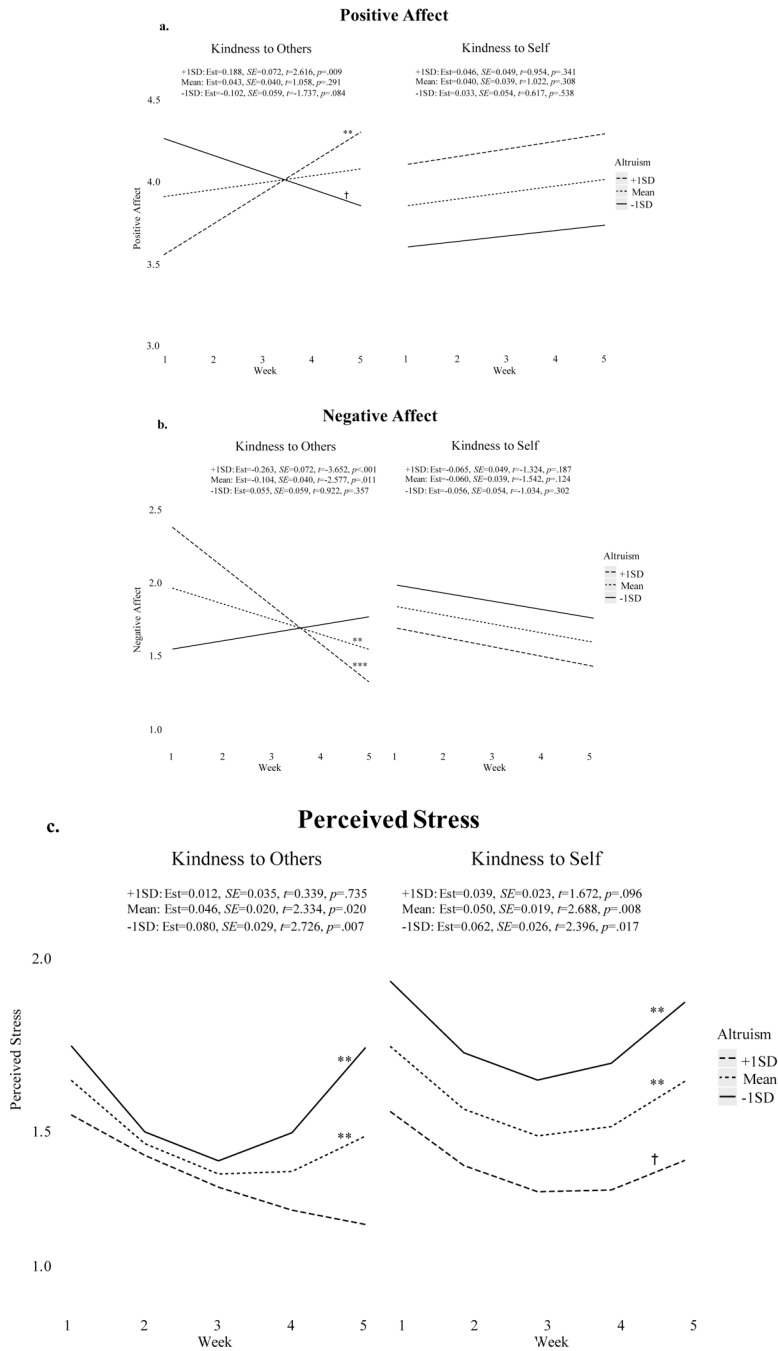 Positive Affect
a.
Kindness to Others
+1SD: Est=0.188, SE=0.072, t=2.616, p=.009
Mean: Est=0.043, SE=0.040, t=1.058, p=.291
-1SD: Est=-0.102, SE=0.059, t=-1.737, p=.084
Kindness to Self
+1SD: Est=0.046, SE=0.049, t=0.954, p=.341
Mean: Est=0.040, SE=0.039, t=1.022, p=.308
-1SD: Est=0.033, SE=0.054, t=0.617, p=.538
4.5
4.0
3.5
3.0
Positive Affect
**
†
Altruism
+1SD
Mean
-1SD
1 2 3 4 5
Week
1 2 3 4 5
Week
Negative Affect
b.
Kindness to Others
+1SD: Est=-0.263, SE=0.072, t=-3.652, p<.001
Mean: Est=-0.104, SE=0.040, t=-2.577, p=.011
-1SD: Est=0.055, SE=0.059, t=0.922, p=.357
Kindness to Self
+1SD: Est=-0.065, SE=0.049, t=-1.324, p=.187
Mean: Est=-0.060, SE=0.039, t=-1.542, p=.124
-1SD: Est=-0.056, SE=0.054, t=-1.034, p=.302
2.5
2.0
1.5
1.0
Negative Affect
**
***
Altruism
+1SD
Mean
-1SD
1 2 3 4 5
Week
1 2 3 4 5
Week
c.
Perceived Stress
Kindness to Others
+1SD: Est=0.012, SE=0.035, t=0.339, p=.735
Mean: Est=0.046, SE=0.020, t=2.334, p=.020
-1SD: Est=0.080, SE=0.029, t=2.726, p=.007
Kindness to Self
+1SD: Est=0.039, SE=0.023, t=1.672, p=.096
Mean: Est=0.050, SE=0.019, t=2.688, p=.008
-1SD: Est=0.062, SE=0.026, t=2.396, p=.017
2.0
1.5
1.0
Perceived Stress
**
**
**
**
†
Altruism
+1SD
Mean
-1SD
1 2 3 4 5
Week
1 2 3 4 5
Week